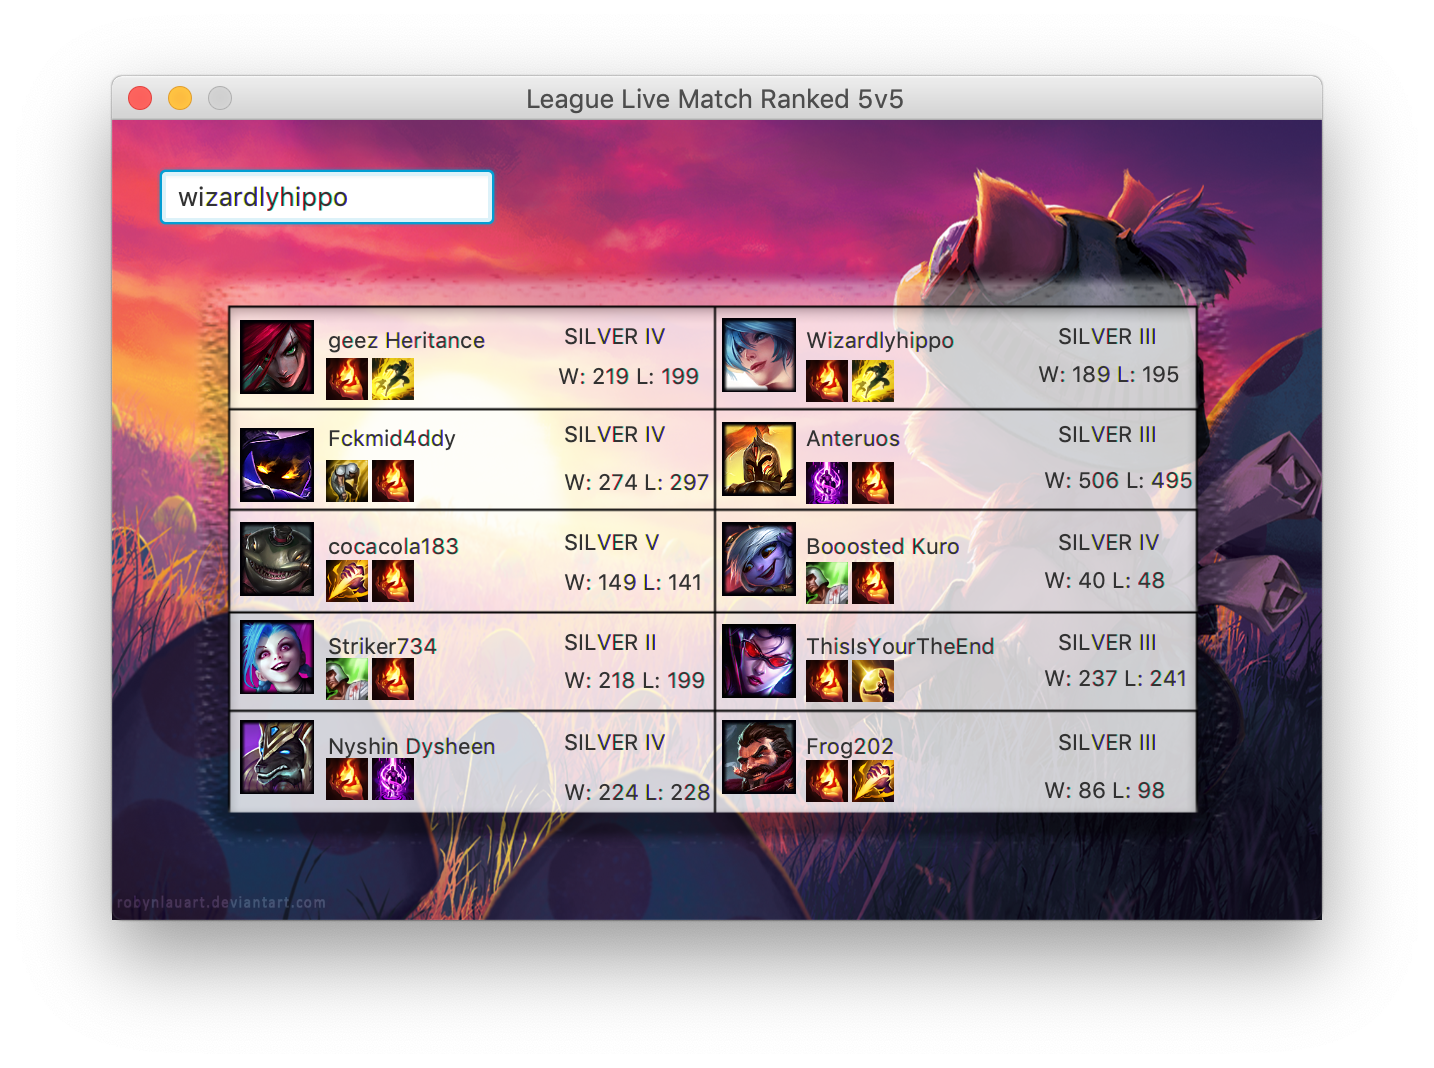 League Live Match Ranked 5v5
wizardlyhippo
geez Heritance SILVER IV
W: 219 L: 199
Wizardlyhippo SILVER III
W: 189 L: 195
Fckmid4ddy SILVER IV
W: 274 L: 297
Anteruos SILVER III
W: 506 L: 495
cocacola183 SILVER V
W: 149 L: 141
Booosted Kuro SILVER IV
W: 40 L: 48
Striker734 SILVER II
W: 218 L: 199
ThisIsYourTheEnd SILVER III
W: 237 L: 241
Nyshin Dysheen SILVER IV
W: 224 L: 228
Frog202 SILVER III
W: 86 L: 98
robynlauart.deviantart.com